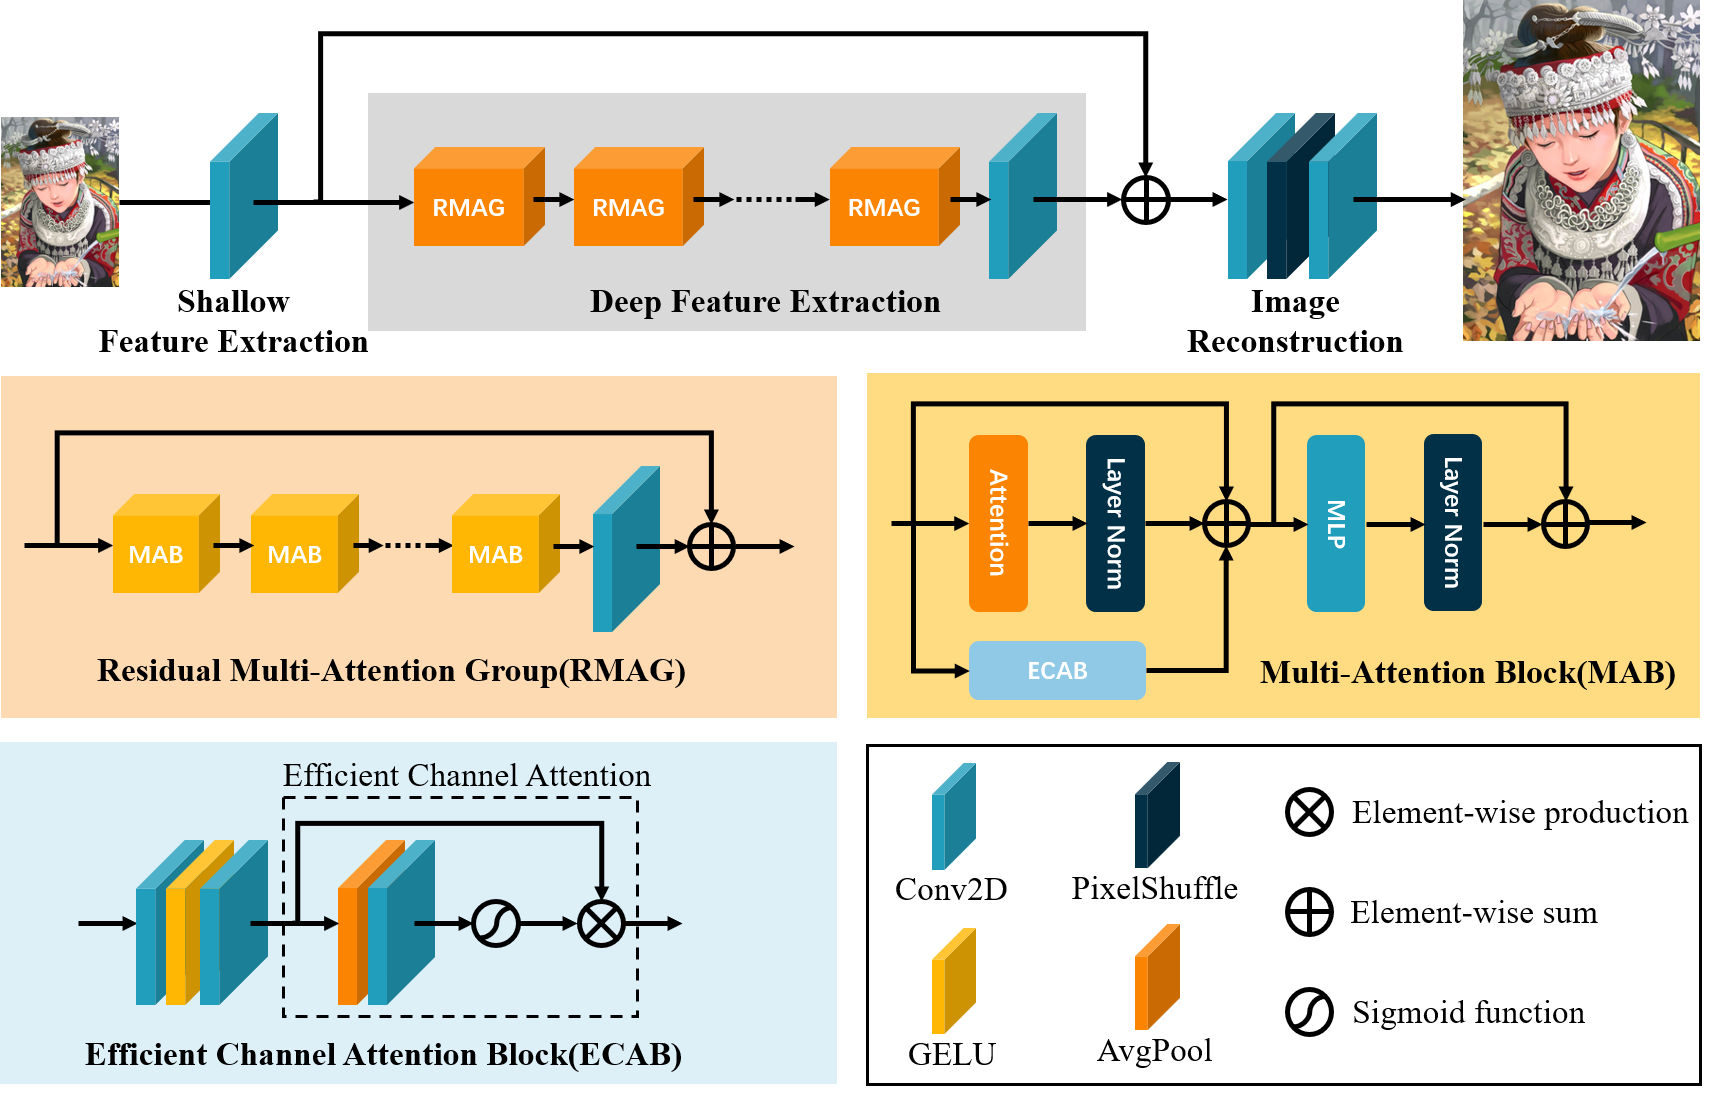 RMAG
RMAG
RMAG
Shallow
Feature Extraction
Deep Feature Extraction
Image
Reconstruction
MAB
MAB
MAB
Residual Multi-Attention Group(RMAG)
Attention
Layer Norm
MLP
Layer Norm
ECAB
Multi-Attention Block(MAB)
Efficient Channel Attention
Efficient Channel Attention Block(ECAB)
Conv2D
PixelShuffle
Element-wise production
Element-wise sum
GELU
AvgPool
Sigmoid function